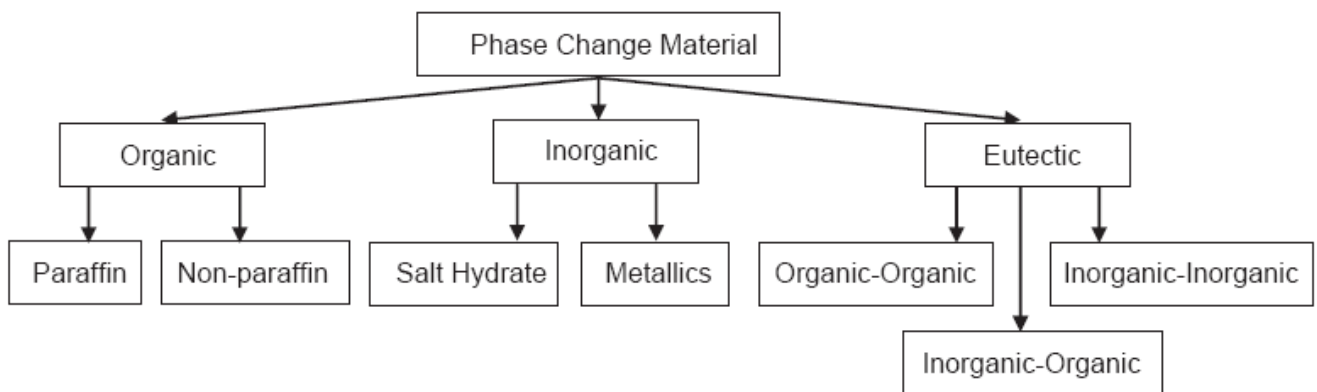 Phase Change Material
Organic
Inorganic
Eutectic
Paraffin
Non-paraffin
Salt Hydrate
Metallics
Organic-Organic
Inorganic-Inorganic
Inorganic-Organic